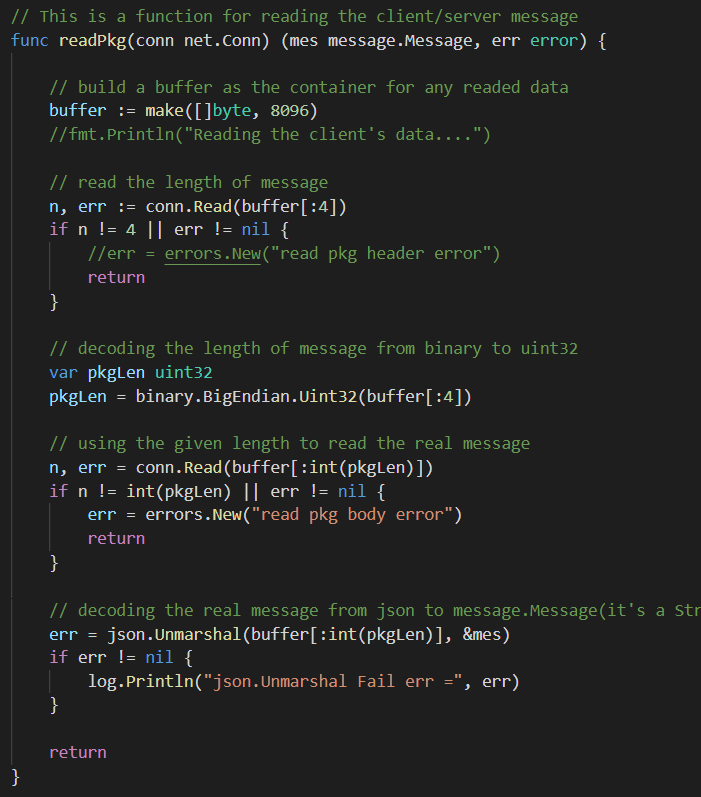 // This is a function for reading the client/server message
func readPkg(conn net.Conn) (mes message.Message, err error) {
// build a buffer as the container for any readed data
buffer := make([]byte, 8096)
//fmt.Println("Reading the client's data....")
// read the length of message
n, err := conn.Read(buffer[:4])
if n != 4 || err != nil {
//err = errors.New("read pkg header error")
return
}
// decoding the length of message from binary to uint32
var pkgLen uint32
pkgLen = binary.BigEndian.Uint32(buffer[:4])
// using the given length to read the real message
n, err = conn.Read(buffer[:int(pkgLen)])
if n != int(pkgLen) || err != nil {
err = errors.New("read pkg body error")
return
}
// decoding the real message from json to message.Message(it's a Str
err = json.Unmarshal(buffer[:int(pkgLen)], &mes)
if err != nil {
log.Println("json.Unmarshal Fail err =", err)
}
return
}